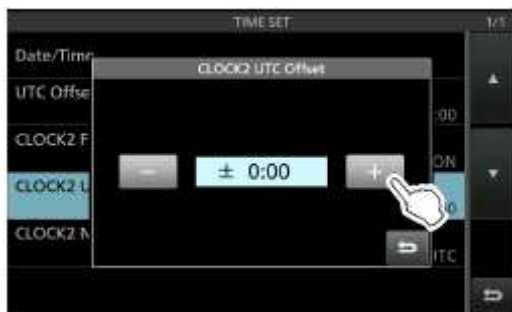 TIME SET 1/1
Date/Time
CLOCK2 UTC Offset
UTC Offse
:00
CLOCK2 F
ON
− ± 0:00 +
CLOCK2 U
0
CLOCK2 N
UTC